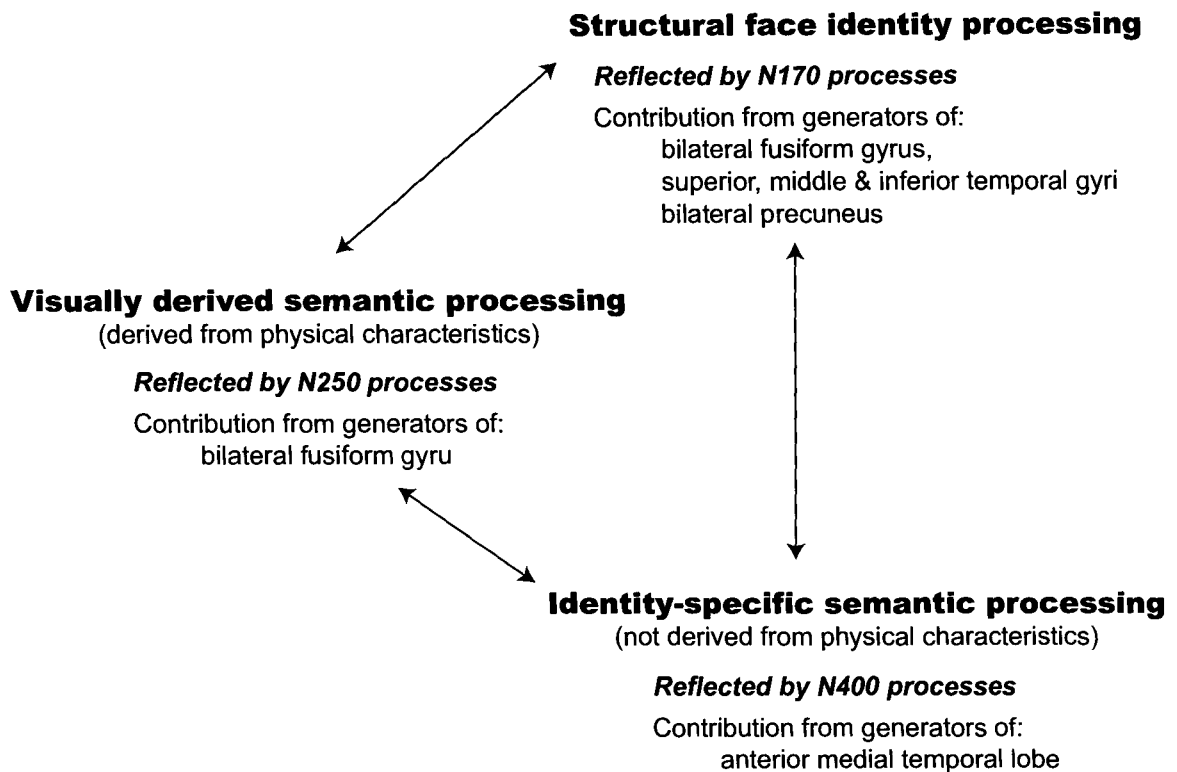 Structural face identity processing
Reflected by N170 processes
Contribution from generators of:
bilateral fusiform gyrus,
superior, middle & inferior temporal gyri
bilateral precuneus
Visually derived semantic processing
(derived from physical characteristics)
Reflected by N250 processes
Contribution from generators of:
bilateral fusiform gyru
Identity-specific semantic processing
(not derived from physical characteristics)
Reflected by N400 processes
Contribution from generators of:
anterior medial temporal lobe